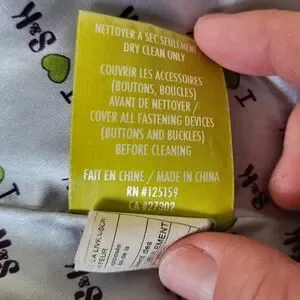 NETTOYER À SEC SEULEMENT
DRY CLEAN ONLY
COUVRIR LES ACCESSOIRES
(BOUTONS, BOUCLES)
AVANT DE NETTOYER /
COVER ALL FASTENING DEVICES
(BUTTONS AND BUCKLES)
BEFORE CLEANING
FAIT EN CHINE / MADE IN CHINA
RN #125159
CA #27302
S&K
I
S&K
I
S&K